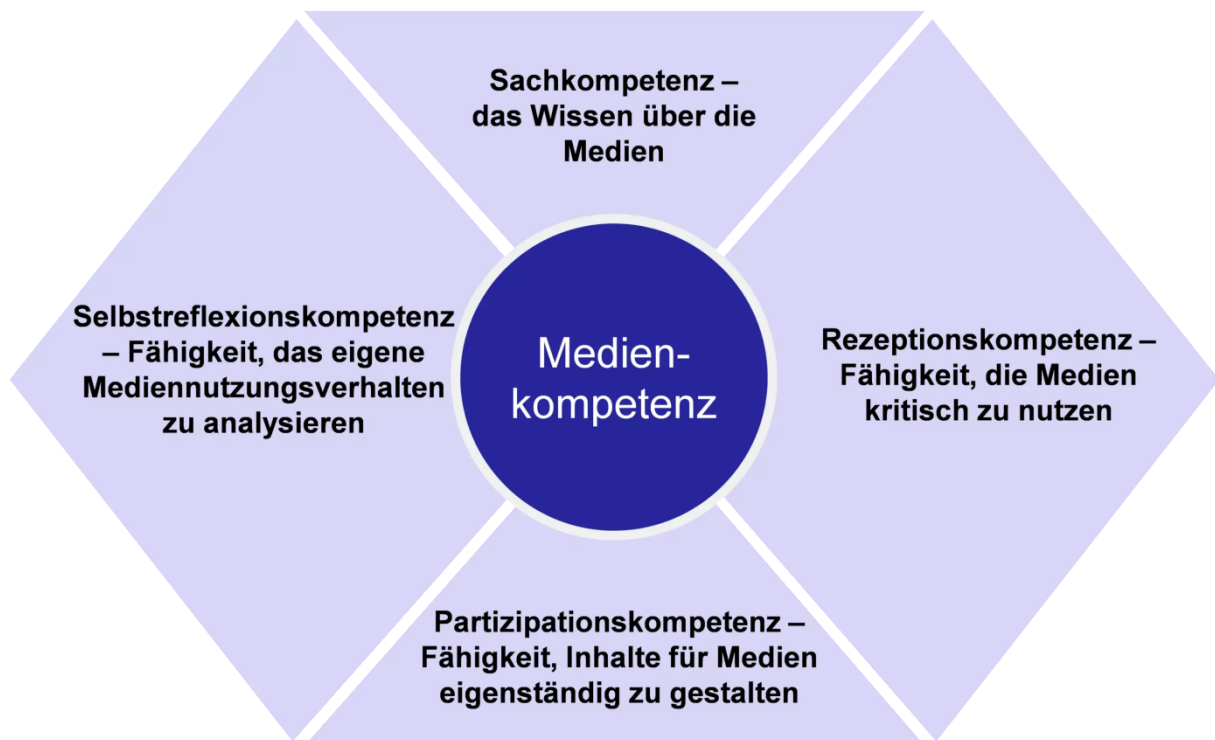 Sachkompetenz –
das Wissen über die
Medien
Selbstreflexionskompetenz
– Fähigkeit, das eigene
Mediennutzungsverhalten
zu analysieren
Medien-
kompetenz
Rezeptionskompetenz –
Fähigkeit, die Medien
kritisch zu nutzen
Partizipationskompetenz –
Fähigkeit, Inhalte für Medien
eigenständig zu gestalten